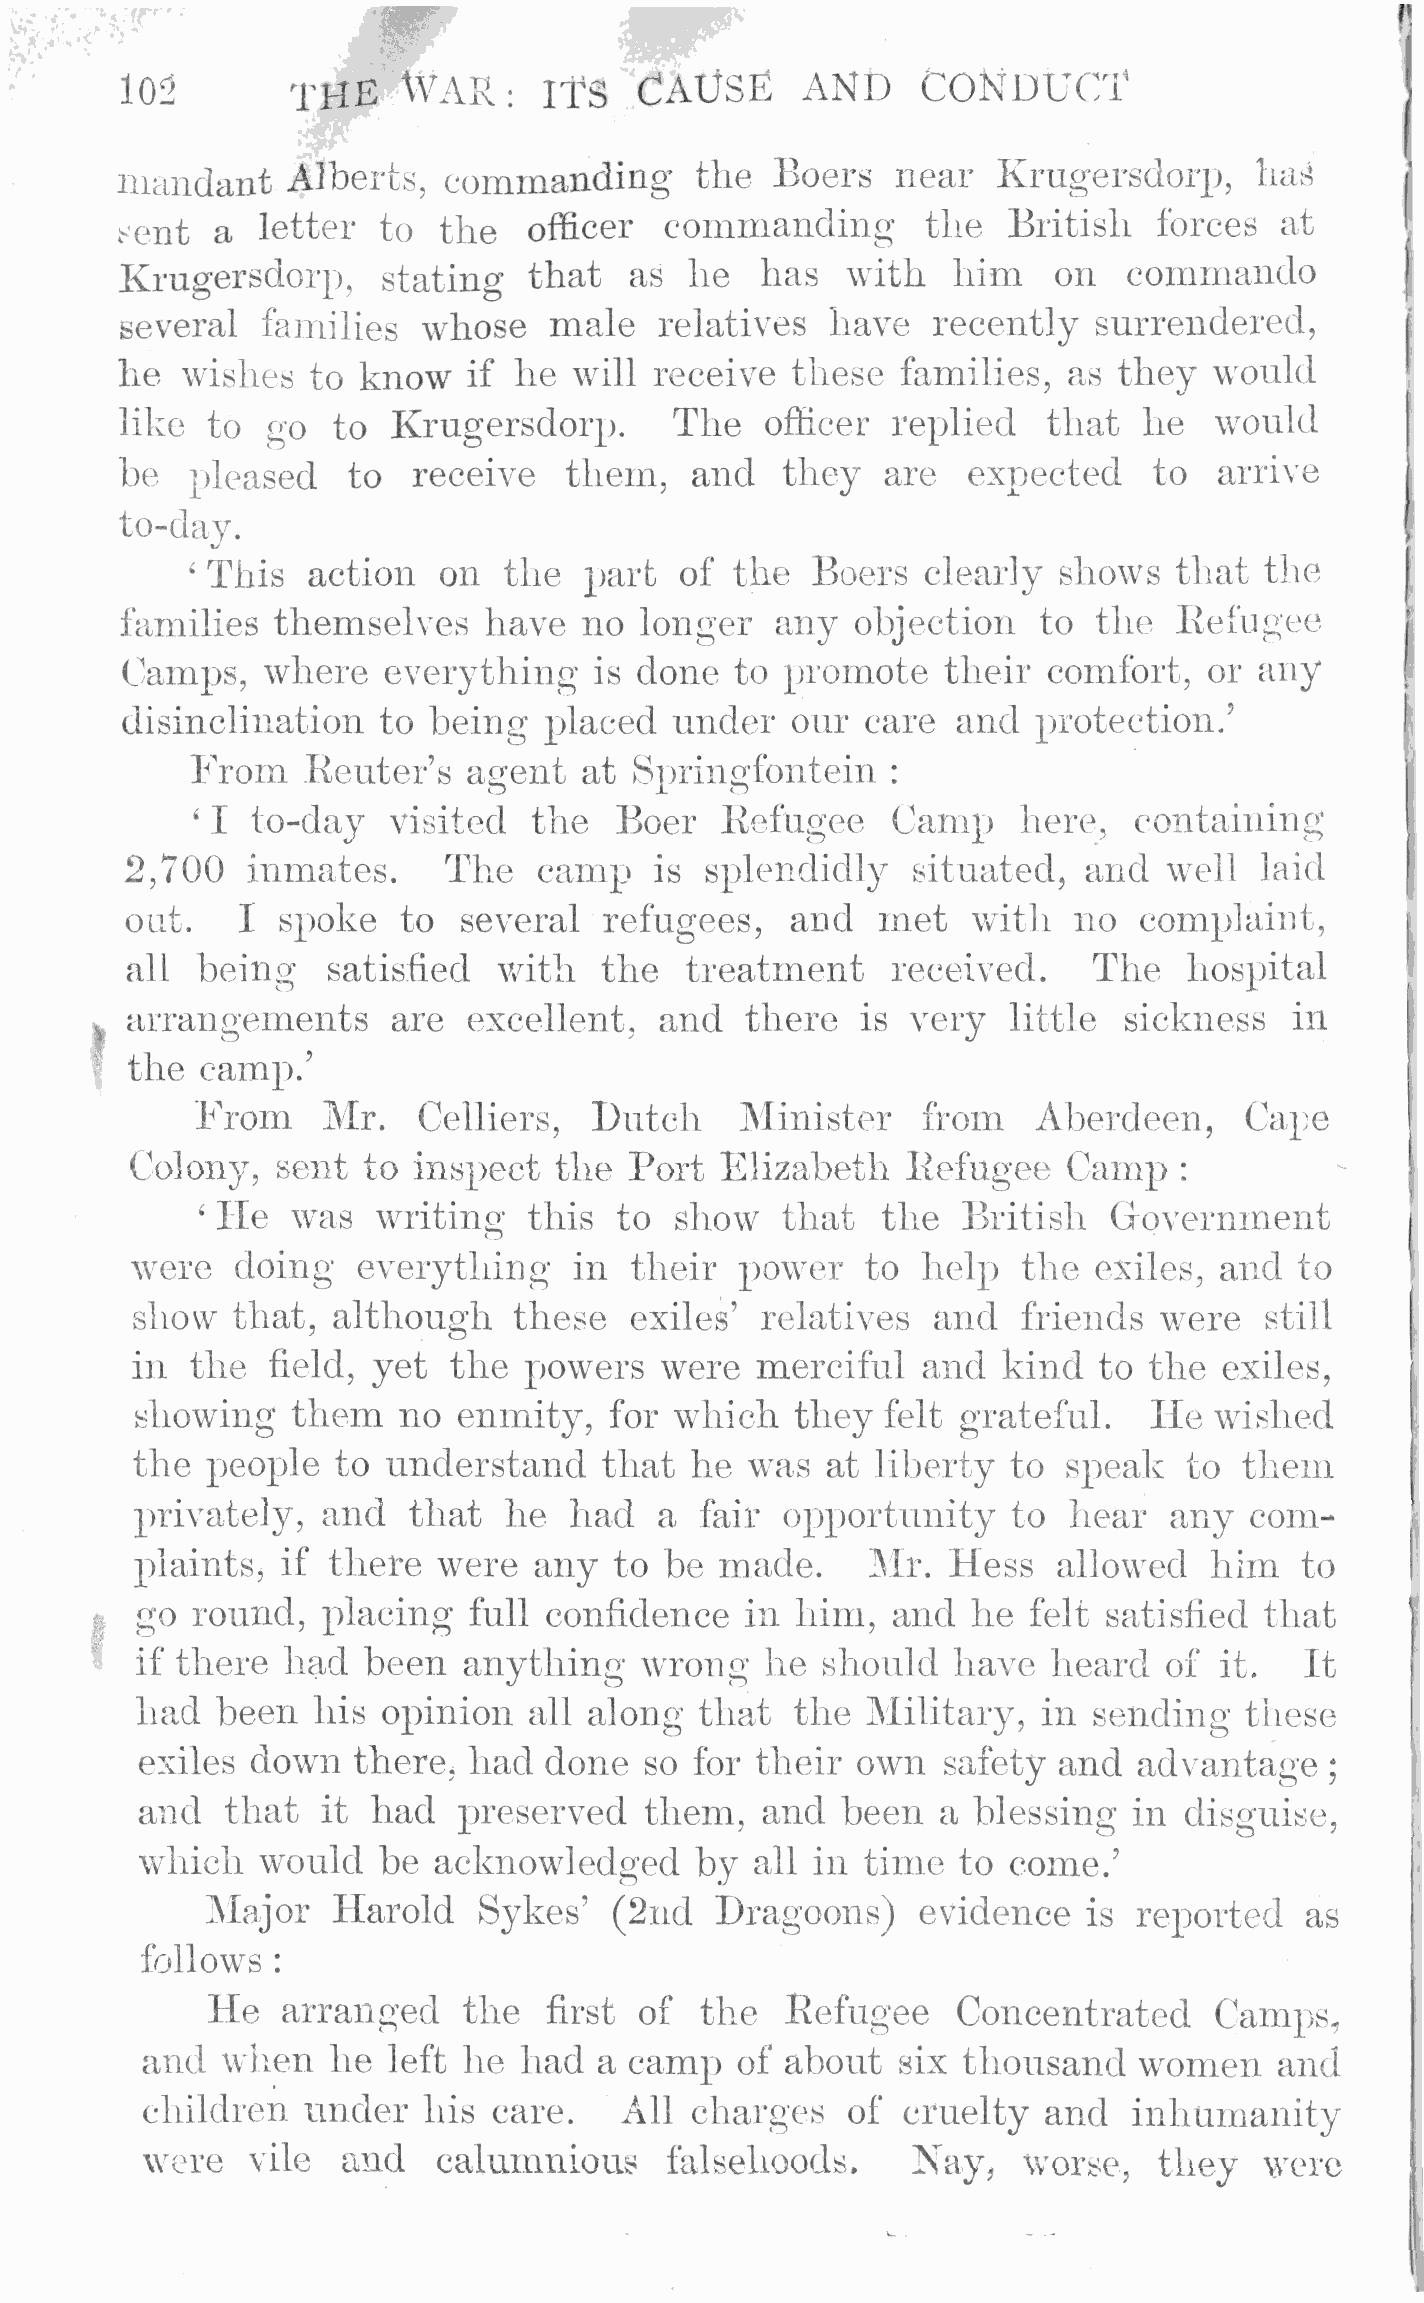 102 THE WAR: ITS CAUSE AND CONDUCT
mandant Alberts, commanding the Boers near Krugersdorp, has
sent a letter to the officer commanding the British forces at
Krugersdorp, stating that as he has with him on commando
several families whose male relatives have recently surrendered,
he wishes to know if he will receive these families, as they would
like to go to Krugersdorp. The officer replied that he would
be pleased to receive them, and they are expected to arrive
to-day.
‘This action on the part of the Boers clearly shows that the
families themselves have no longer any objection to the Refugee
Camps, where everything is done to promote their comfort, or any
disinclination to being placed under our care and protection.’
From Reuter’s agent at Springfontein :
‘I to-day visited the Boer Refugee Camp here, containing
2,700 inmates. The camp is splendidly situated, and well laid
out. I spoke to several refugees, and met with no complaint,
all being satisfied with the treatment received. The hospital
arrangements are excellent, and there is very little sickness in
the camp.’
From Mr. Celliers, Dutch Minister from Aberdeen, Cape
Colony, sent to inspect the Port Elizabeth Refugee Camp :
‘He was writing this to show that the British Government
were doing everything in their power to help the exiles, and to
show that, although these exiles’ relatives and friends were still
in the field, yet the powers were merciful and kind to the exiles,
showing them no enmity, for which they felt grateful. He wished
the people to understand that he was at liberty to speak to them
privately, and that he had a fair opportunity to hear any com-
plaints, if there were any to be made. Mr. Hess allowed him to
go round, placing full confidence in him, and he felt satisfied that
if there had been anything wrong he should have heard of it. It
had been his opinion all along that the Military, in sending these
exiles down there, had done so for their own safety and advantage ;
and that it had preserved them, and been a blessing in disguise,
which would be acknowledged by all in time to come.’
Major Harold Sykes’ (2nd Dragoons) evidence is reported as
follows :
He arranged the first of the Refugee Concentrated Camps,
and when he left he had a camp of about six thousand women and
children under his care. All charges of cruelty and inhumanity
were vile and calumnious falsehoods. Nay, worse, they were